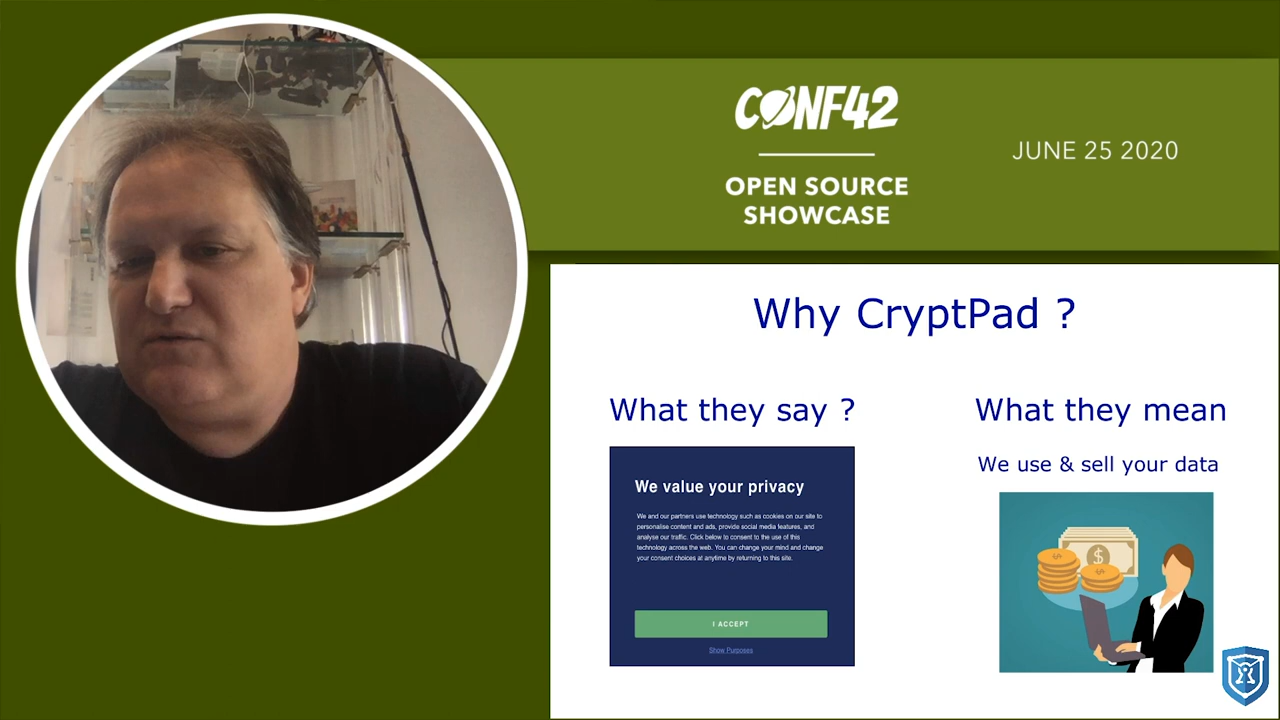 CONF42
OPEN SOURCE
SHOWCASE
JUNE 25 2020
Why CryptPad ?
What they say ?
We value your privacy
We and our partners use technology such as cookies on our site to
personalise content and ads, provide social media features, and
analyse our traffic. Click below to consent to the use of this
technology across the web. You can change your mind and change
your consent choices at anytime by returning to this site.
I ACCEPT
Show Purposes
What they mean
We use & sell your data